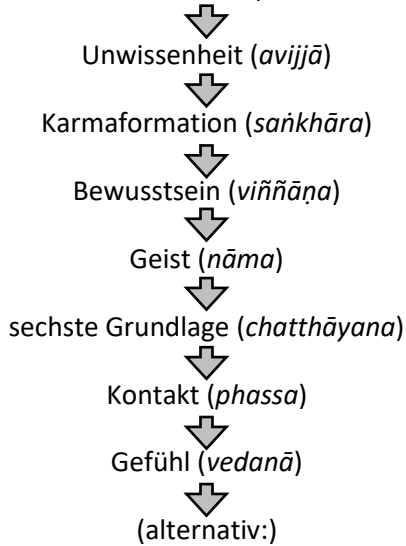 Unwissenheit (avijjā)
Karmaformation (saṅkhāra)
Bewusstsein (viññāṇa)
Geist (nāma)
sechste Grundlage (chatthāyana)
Kontakt (phassa)
Gefühl (vedanā)
(alternativ:)